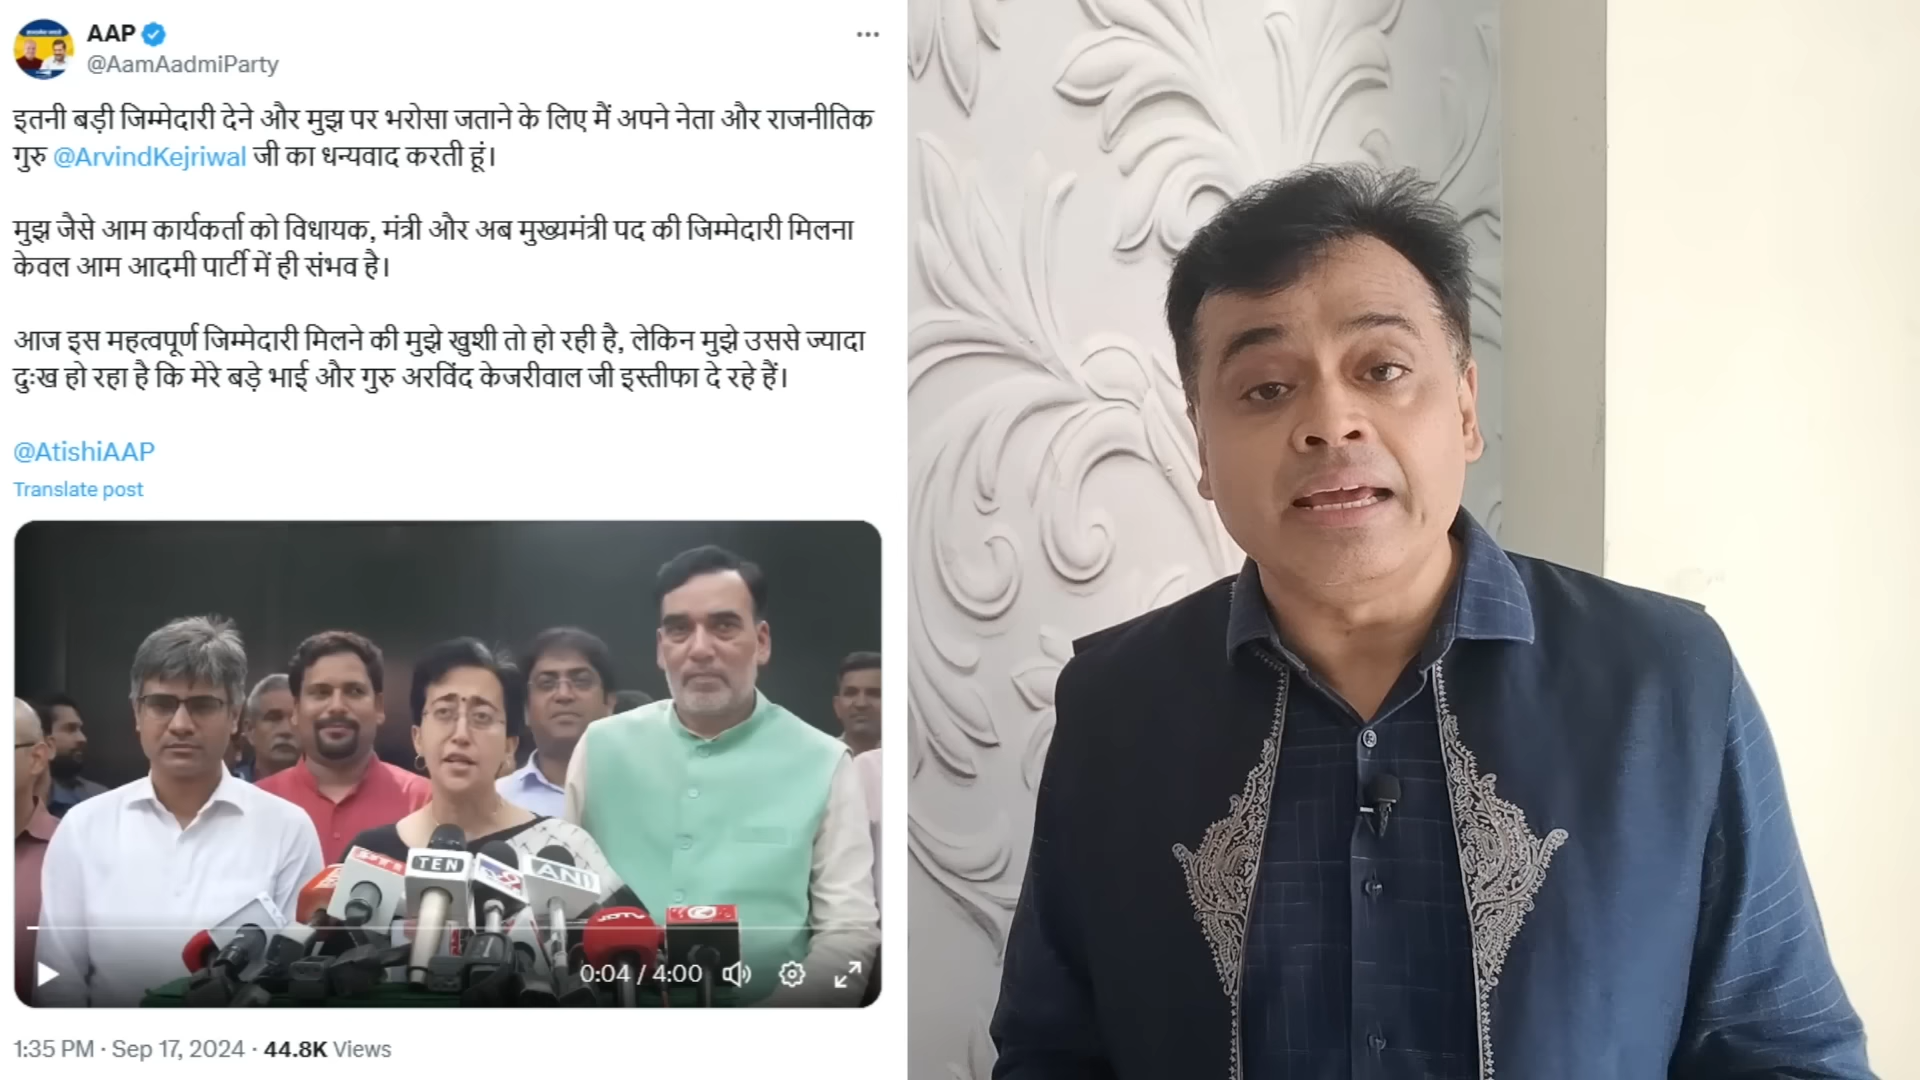 AAP
@AamAadmiParty
इतनी बड़ी जिम्मेदारी देने और मुझ पर भरोसा जताने के लिए मैं अपने नेता और राजनीतिक
गुरु @ArvindKejriwal जी का धन्यवाद करती हूं।
मुझ जैसे आम कार्यकर्ता को विधायक, मंत्री और अब मुख्यमंत्री पद की जिम्मेदारी मिलना
केवल आम आदमी पार्टी में ही संभव है।
आज इस महत्वपूर्ण जिम्मेदारी मिलने की मुझे खुशी तो हो रही है, लेकिन मुझे उससे ज्यादा
दुःख हो रहा है कि मेरे बड़े भाई और गुरु अरविंद केजरीवाल जी इस्तीफा दे रहे हैं।
@AtishiAAP
Translate post
TEN
ANI
0:04 / 4:00
1:35 PM · Sep 17, 2024 · 44.8K Views